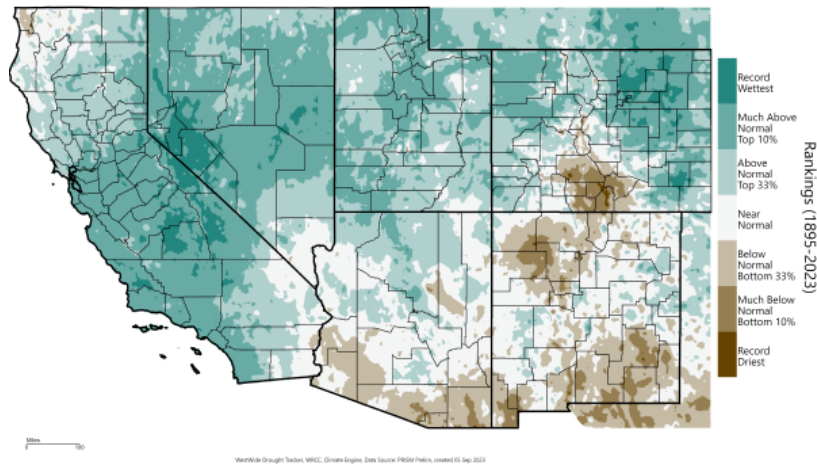 Record
Wettest
Much Above
Normal
Top 10%
Above
Normal
Top 33%
Near
Normal
Below
Normal
Bottom 33%
Much Below
Normal
Bottom 10%
Record
Driest
Rankings (1895-2023)
Miles
0 180
WestWide Drought Tracker, WRCC, Climate Engine, Data Source: PRISM Prelim, created 05 Sep 2023